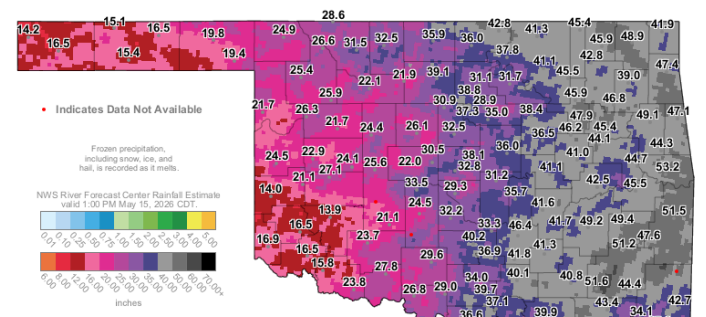 28.6
14.2 15.1 16.5 19.8 24.9 32.5 35.9 36.0 42.8 41.3 45.4 41.9
16.5 15.4 19.4 26.6 31.5 37.8 45.9 48.9
25.4 22.1 21.9 39.1 31.1 31.7 41.1 45.5 42.8 39.0 47.4
25.9 38.8 45.9 46.8
21.7 26.3 30.9 28.9 38.4
37.3 35.0 47.9 49.1 47.1
21.7 24.4 26.1 32.5 36.5 46.2 45.4
44.1
24.5 22.9 30.5 38.1 36.0 41.0 44.3
24.1 25.6 22.0 32.8 41.1 44.7 53.2
21.1 27.1 31.2
14.0 33.5 29.3 35.7 42.5 45.5
13.9 21.1 24.5 32.2 41.6 51.5
16.5 33.3 46.4 41.7 49.2 49.4
16.9 23.7 40.2 47.6
16.5 29.6 36.9 41.8 41.3 51.2
15.8 27.8 34.0 40.1 40.8 51.6 44.4
23.8 26.8 29.0 39.7 42.7
37.1 43.4
36.6 39.9 34.1
Indicates Data Not Available
Frozen precipitation,
including snow, ice, and
hail, is recorded as it melts.
NWS River Forecast Center Rainfall Estimate
valid 1:00 PM May 15, 2026 CDT.
0.01 0.10 0.25 0.50 0.75 1.00 1.50 2.00 2.50 3.00 4.00 5.00
6.00 8.00 12.00 16.00 20.00 25.00 30.00 35.00 40.00 50.00 60.00 70.00+
inches